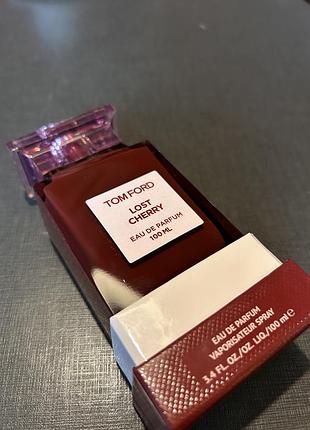 TOM FORD
LOST
CHERRY
EAU DE PARFUM
100 ML
EAU DE PARFUM
VAPORISATEUR SPRAY
3.4 FL. OZ./OZ. LIQ./100 ml ℮